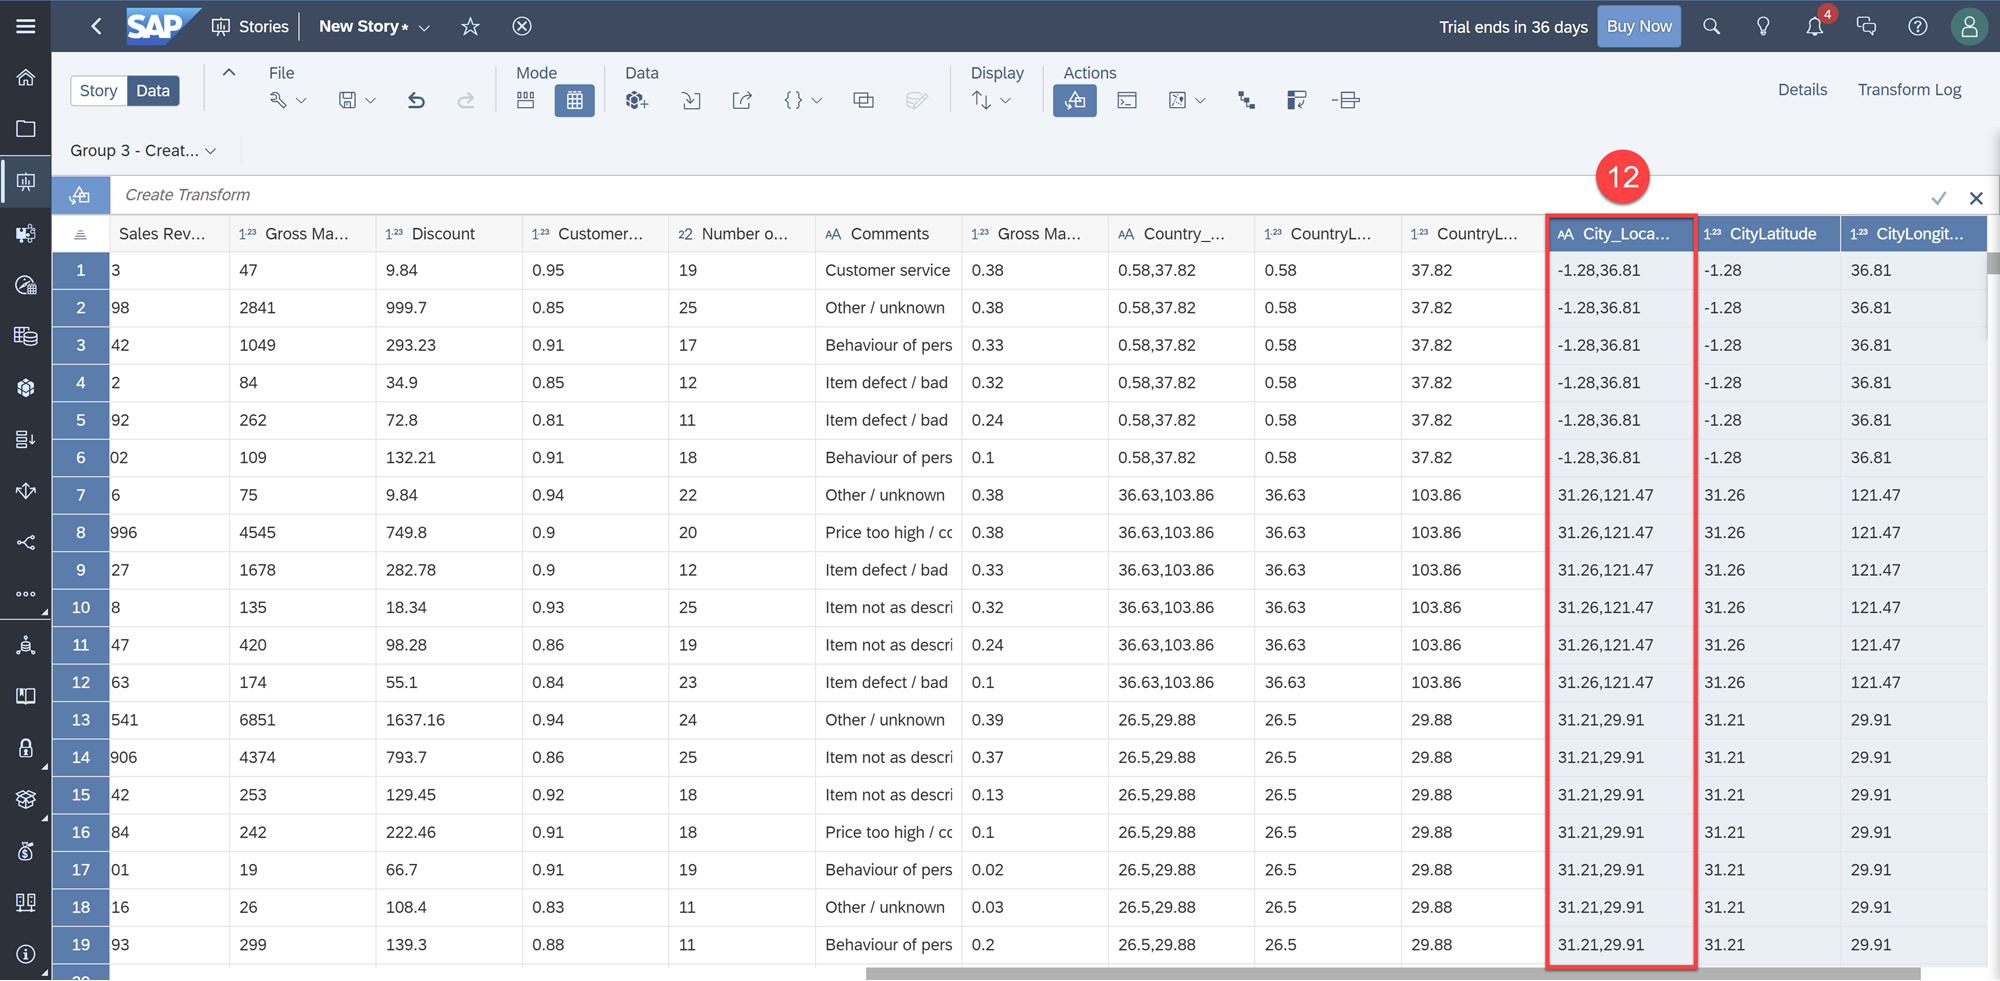 SAP Stories New Story* Trial ends in 36 days Buy Now 4
Story Data File Mode Data Display Actions Details Transform Log
Group 3 - Creat...
12
Create Transform
Sales Rev... 1.23 Gross Ma... 1.23 Discount 1.23 Customer... 22 Number o... AA Comments 1.23 Gross Ma... AA Country_... 1.23 CountryL... 1.23 CountryL... AA City_Loca... 1.23 CityLatitude 1.23 CityLongit...
1 3 47 9.84 0.95 19 Customer service 0.38 0.58,37.82 0.58 37.82 -1.28,36.81 -1.28 36.81
2 98 2841 999.7 0.85 25 Other / unknown 0.38 0.58,37.82 0.58 37.82 -1.28,36.81 -1.28 36.81
3 42 1049 293.23 0.91 17 Behaviour of pers 0.33 0.58,37.82 0.58 37.82 -1.28,36.81 -1.28 36.81
4 2 84 34.9 0.85 12 Item defect / bad 0.32 0.58,37.82 0.58 37.82 -1.28,36.81 -1.28 36.81
5 92 262 72.8 0.81 11 Item defect / bad 0.24 0.58,37.82 0.58 37.82 -1.28,36.81 -1.28 36.81
6 02 109 132.21 0.91 18 Behaviour of pers 0.1 0.58,37.82 0.58 37.82 -1.28,36.81 -1.28 36.81
7 6 75 9.84 0.94 22 Other / unknown 0.38 36.63,103.86 36.63 103.86 31.26,121.47 31.26 121.47
8 996 4545 749.8 0.9 20 Price too high / cc 0.38 36.63,103.86 36.63 103.86 31.26,121.47 31.26 121.47
9 27 1678 282.78 0.9 12 Item defect / bad 0.33 36.63,103.86 36.63 103.86 31.26,121.47 31.26 121.47
10 8 135 18.34 0.93 25 Item not as descri 0.32 36.63,103.86 36.63 103.86 31.26,121.47 31.26 121.47
11 47 420 98.28 0.86 19 Item not as descri 0.24 36.63,103.86 36.63 103.86 31.26,121.47 31.26 121.47
12 63 174 55.1 0.84 23 Item defect / bad 0.1 36.63,103.86 36.63 103.86 31.26,121.47 31.26 121.47
13 541 6851 1637.16 0.94 24 Other / unknown 0.39 26.5,29.88 26.5 29.88 31.21,29.91 31.21 29.91
14 906 4374 793.7 0.86 25 Item not as descri 0.37 26.5,29.88 26.5 29.88 31.21,29.91 31.21 29.91
15 42 253 129.45 0.92 18 Item not as descri 0.13 26.5,29.88 26.5 29.88 31.21,29.91 31.21 29.91
16 84 242 222.46 0.91 18 Price too high / cc 0.1 26.5,29.88 26.5 29.88 31.21,29.91 31.21 29.91
17 01 19 66.7 0.91 19 Behaviour of pers 0.02 26.5,29.88 26.5 29.88 31.21,29.91 31.21 29.91
18 16 26 108.4 0.83 11 Other / unknown 0.03 26.5,29.88 26.5 29.88 31.21,29.91 31.21 29.91
19 93 299 139.3 0.88 11 Behaviour of pers 0.2 26.5,29.88 26.5 29.88 31.21,29.91 31.21 29.91